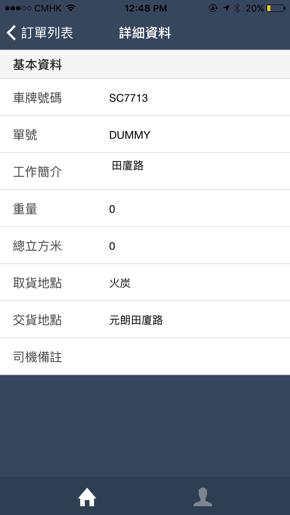 CMHK 12:48 PM 20%
訂單列表 詳細資料
基本資料
車牌號碼 SC7713
單號 DUMMY
工作簡介 田廈路
重量 0
總立方米 0
取貨地點 火炭
交貨地點 元朗田廈路
司機備註